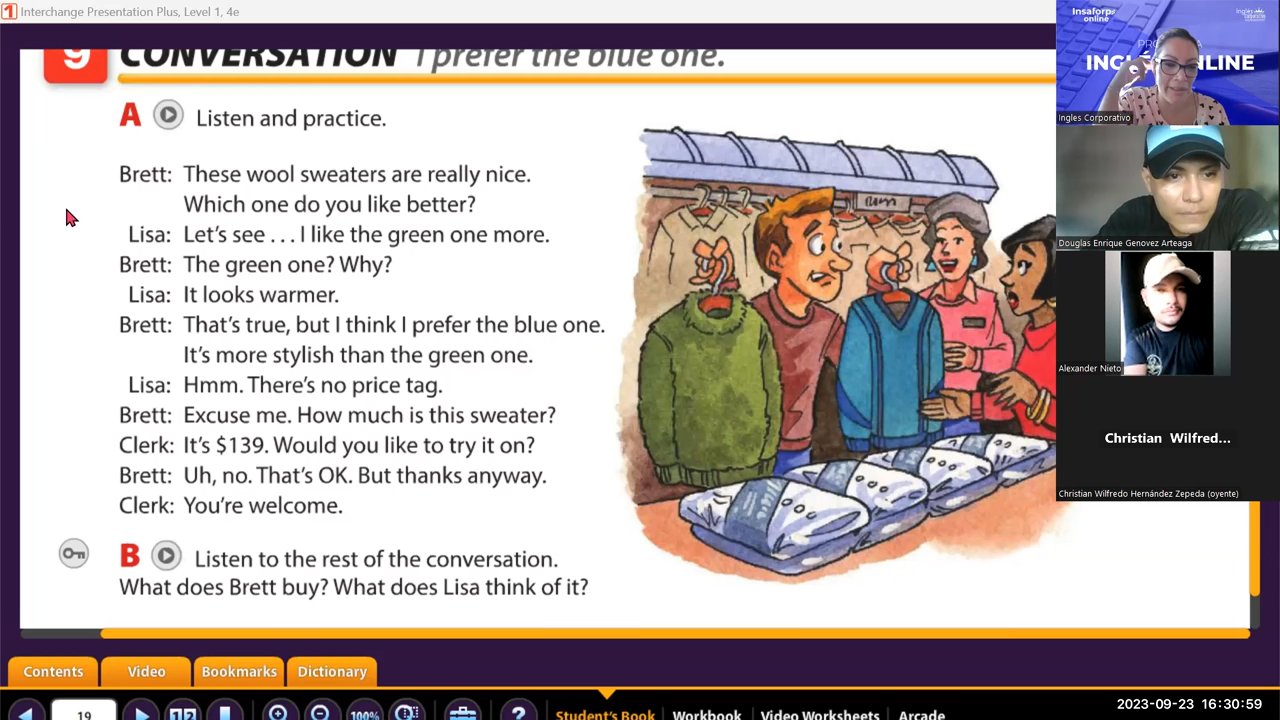 Interchange Presentation Plus, Level 1, 4e
9 CONVERSATION I prefer the blue one.
A Listen and practice.
Brett: These wool sweaters are really nice.
Which one do you like better?
Lisa: Let's see . . . I like the green one more.
Brett: The green one? Why?
Lisa: It looks warmer.
Brett: That's true, but I think I prefer the blue one.
It's more stylish than the green one.
Lisa: Hmm. There's no price tag.
Brett: Excuse me. How much is this sweater?
Clerk: It's $139. Would you like to try it on?
Brett: Uh, no. That's OK. But thanks anyway.
Clerk: You're welcome.
B Listen to the rest of the conversation.
What does Brett buy? What does Lisa think of it?
Contents
Video
Bookmarks
Dictionary
19
1 2
100%
?
Student's Book
Workbook
Video Worksheets
Arcade
Insaforp
online
Inglés
Ingles Corporativo
Douglas Enrique Genovez Arteaga
Alexander Nieto
Christian Wilfred...
Christian Wilfredo Hernández Zepeda (oyente)
2023-09-23 16:30:59